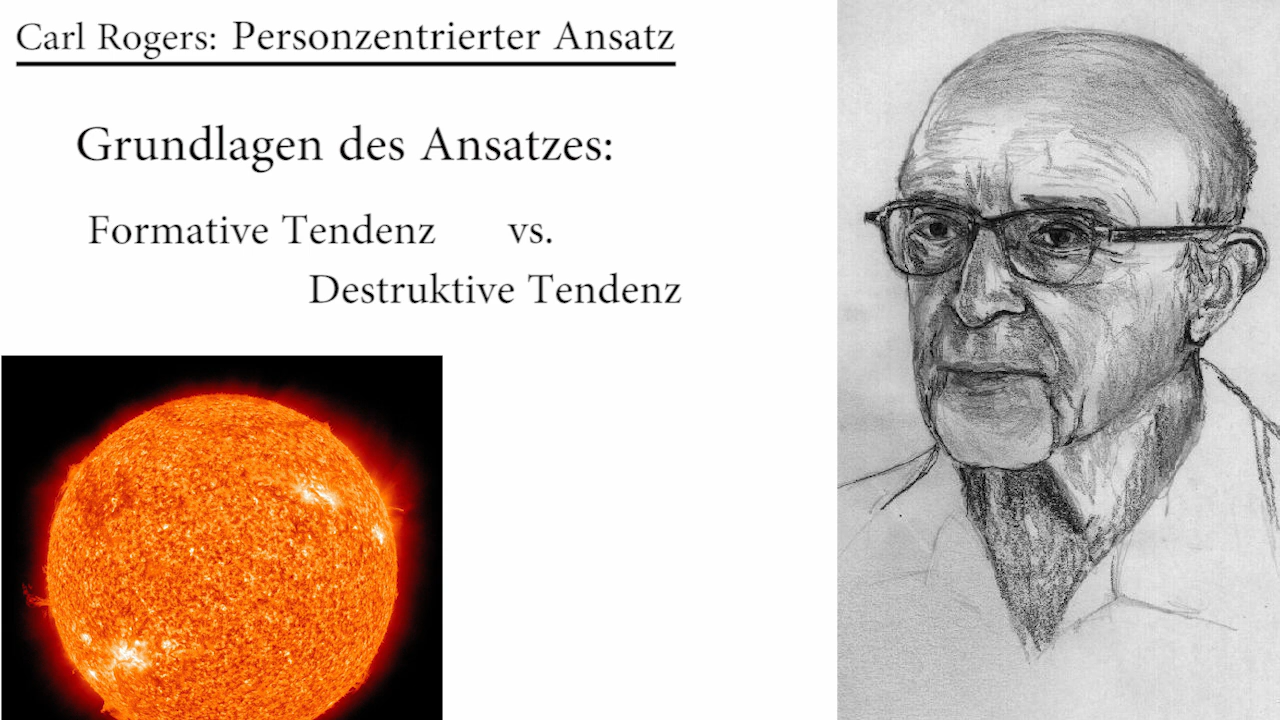 Carl Rogers: Personzentrierter Ansatz
Grundlagen des Ansatzes:
Formative Tendenz vs.
Destruktive Tendenz